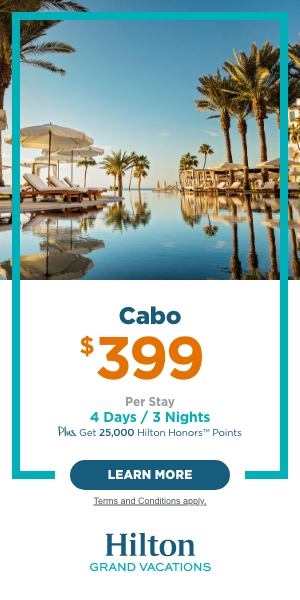 Cabo
$399
Per Stay
4 Days / 3 Nights
Plus, Get 25,000 Hilton Honors™ Points
LEARN MORE
Terms and Conditions apply.
Hilton
GRAND VACATIONS